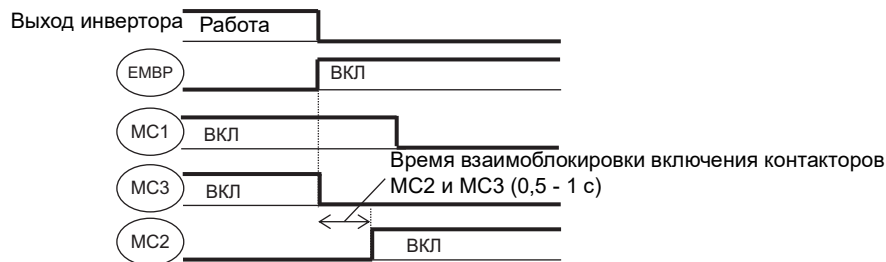 Выход инвертора
Работа
EMBP
ВКЛ
MC1
ВКЛ
Время взаимоблокировки включения контакторов
MC2 и MC3 (0,5 - 1 с)
MC3
ВКЛ
MC2
ВКЛ